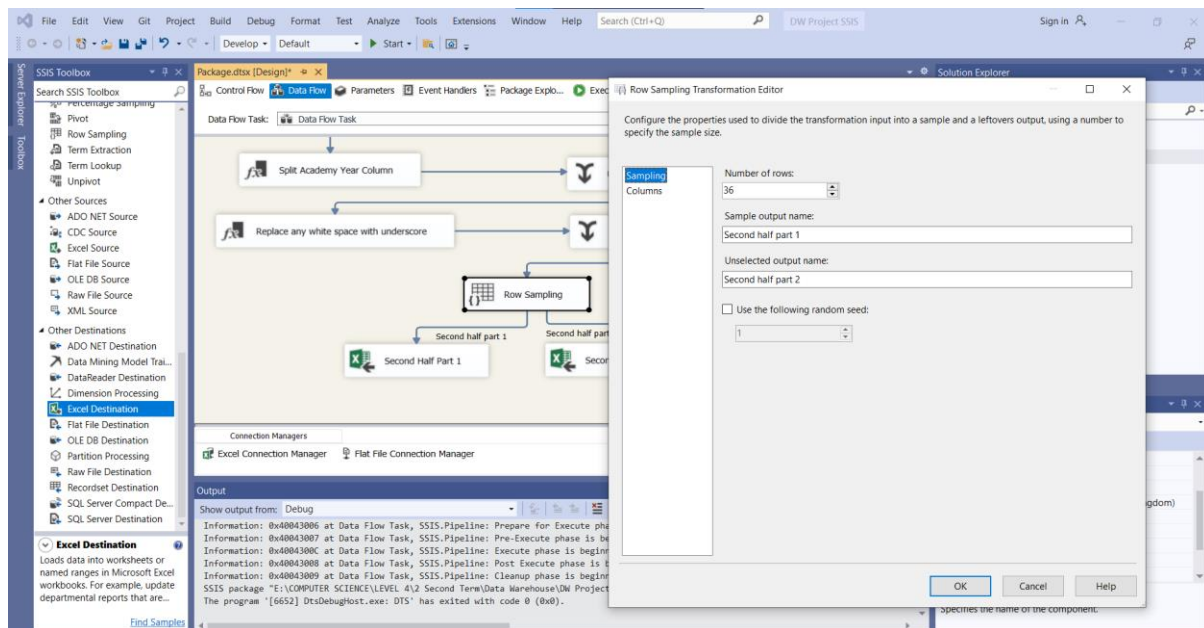 File Edit View Git Project Build Debug Format Test Analyze Tools Extensions Window Help Search (Ctrl+Q) DW Project SSIS Sign in
Develop Default Start
Server Explorer
Toolbox
SSIS Toolbox
Search SSIS Toolbox
Percentage Sampling
Pivot
Row Sampling
Term Extraction
Term Lookup
Unpivot
Other Sources
ADO NET Source
CDC Source
Excel Source
Flat File Source
OLE DB Source
Raw File Source
XML Source
Other Destinations
ADO NET Destination
Data Mining Model Trai...
DataReader Destination
Dimension Processing
Excel Destination
Flat File Destination
OLE DB Destination
Partition Processing
Raw File Destination
Recordset Destination
SQL Server Compact De...
SQL Server Destination
Excel Destination
Loads data into worksheets or
named ranges in Microsoft Excel
workbooks. For example, update
departmental reports that are...
Find Samples
Package.dtsx [Design]*
Control Flow Data Flow Parameters Event Handlers Package Explo... Exec
Data Flow Task: Data Flow Task
Split Academy Year Column
Replace any white space with underscore
Row Sampling
Second half part 1 Second half part
Second Half Part 1 Secor
Connection Managers
Excel Connection Manager Flat File Connection Manager
Output
Show output from: Debug
Information: 0x40043006 at Data Flow Task, SSIS.Pipeline: Prepare for Execute pha
Information: 0x40043007 at Data Flow Task, SSIS.Pipeline: Pre-Execute phase is be
Information: 0x4004300C at Data Flow Task, SSIS.Pipeline: Execute phase is beginn
Information: 0x40043008 at Data Flow Task, SSIS.Pipeline: Post Execute phase is b
Information: 0x40043009 at Data Flow Task, SSIS.Pipeline: Cleanup phase is beginn
SSIS package "E:\COMPUTER SCIENCE\LEVEL 4\2 Second Term\Data Warehouse\DW Project
The program '[6652] DtsDebugHost.exe: DTS' has exited with code 0 (0x0).
Solution Explorer
Row Sampling Transformation Editor
Configure the properties used to divide the transformation input into a sample and a leftovers output, using a number to
specify the sample size.
Sampling
Columns
Number of rows:
36
Sample output name:
Second half part 1
Unselected output name:
Second half part 2
Use the following random seed:
1
OK Cancel Help
gdom)
Specifies the name of the component.